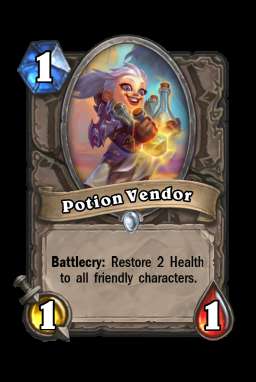 1
Potion Vendor
Battlecry: Restore 2 Health
to all friendly characters.
1
1